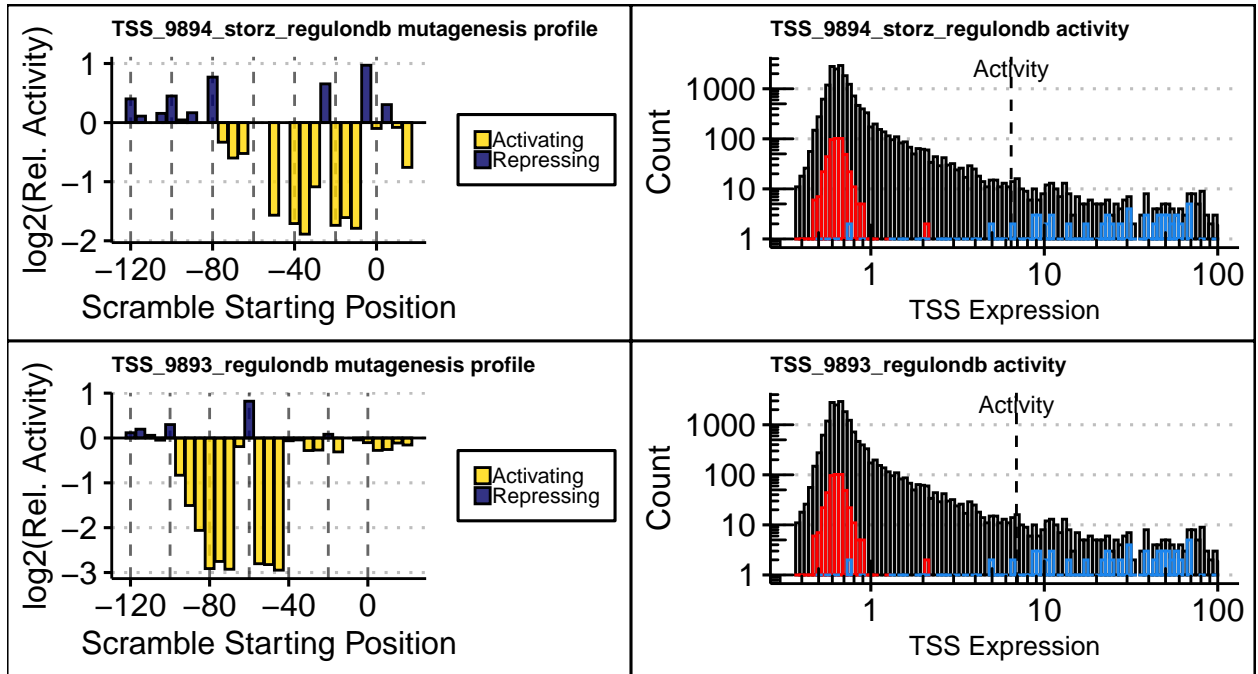 TSS_9894_storz_regulondb mutagenesis profile
log2(Rel. Activity)
1
0
−1
−2
−120 −80 −40 0
Scramble Starting Position
Activating
Repressing
TSS_9894_storz_regulondb activity
Activity
Count
1000
100
10
1
1 10 100
TSS Expression
TSS_9893_regulondb mutagenesis profile
log2(Rel. Activity)
1
0
−1
−2
−3
−120 −80 −40 0
Scramble Starting Position
Activating
Repressing
TSS_9893_regulondb activity
Activity
Count
1000
100
10
1
1 10 100
TSS Expression